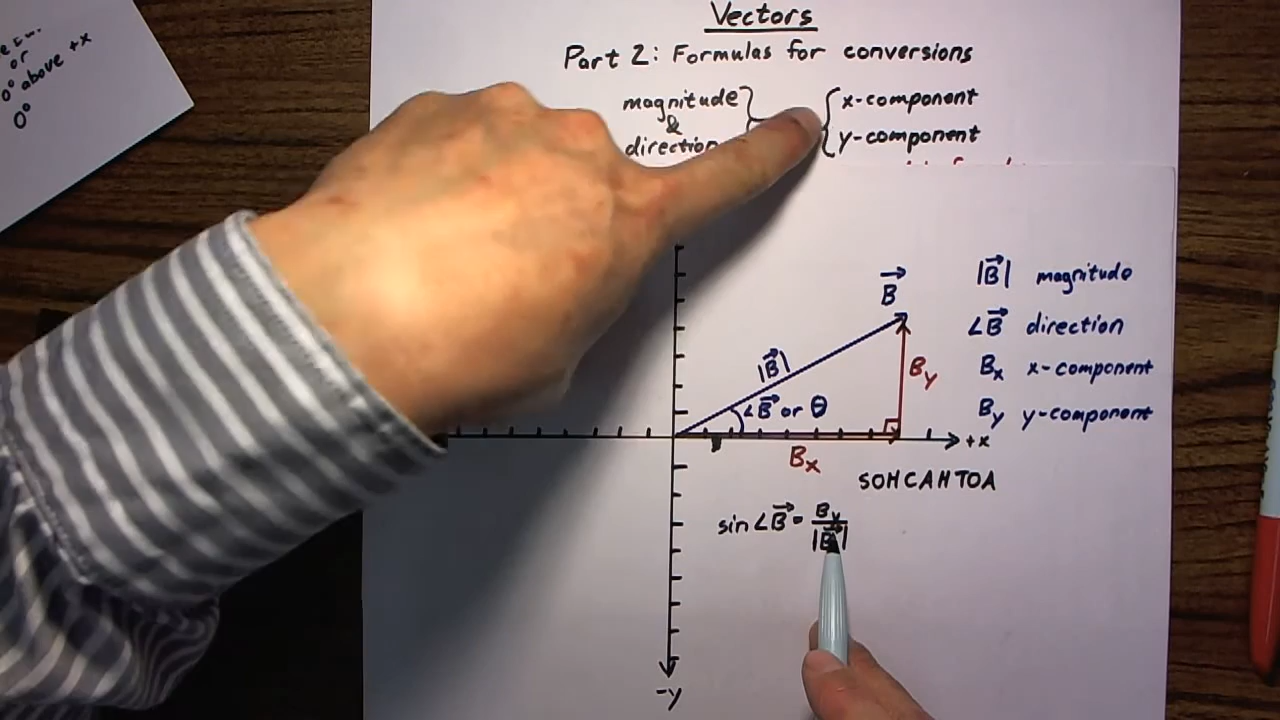 or
0° above +x
0°
Vectors
Part 2: Formulas for conversions
magnitude
&
direction
x-component
y-component
B⃗
|B⃗|
∠B⃗ or θ
By
Bx
+x
-y
|B⃗| magnitude
∠B⃗ direction
Bx x-component
By y-component
SOHCAHTOA
sin∠B⃗ = By/|B⃗|